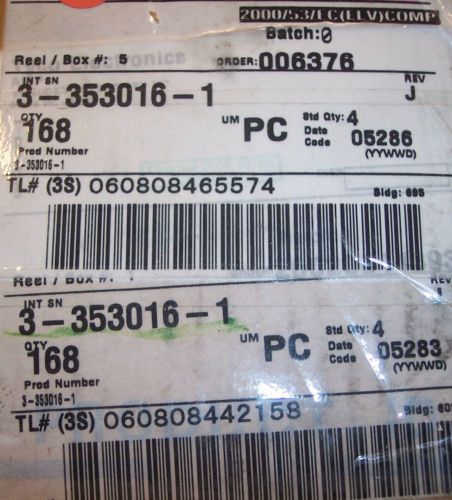 2000/53/EC(ELV)COMP
Batch:0
Reel / Box #: 5 ORDER: 006376
INT SN REV
3-353016-1 J
QTY UM Std Qty: 4
168 PC Date Code 05286
Prod Number (YYWWD)
3-353016-1
TL# (3S) 060808465574 Bldg: 695
Reel / Box #:
INT SN
3-353016-1 J
QTY UM Std Qty: 4
168 PC Date Code 05283
Prod Number (YYWWD)
3-353016-1
TL# (3S) 060808442158 Bldg: